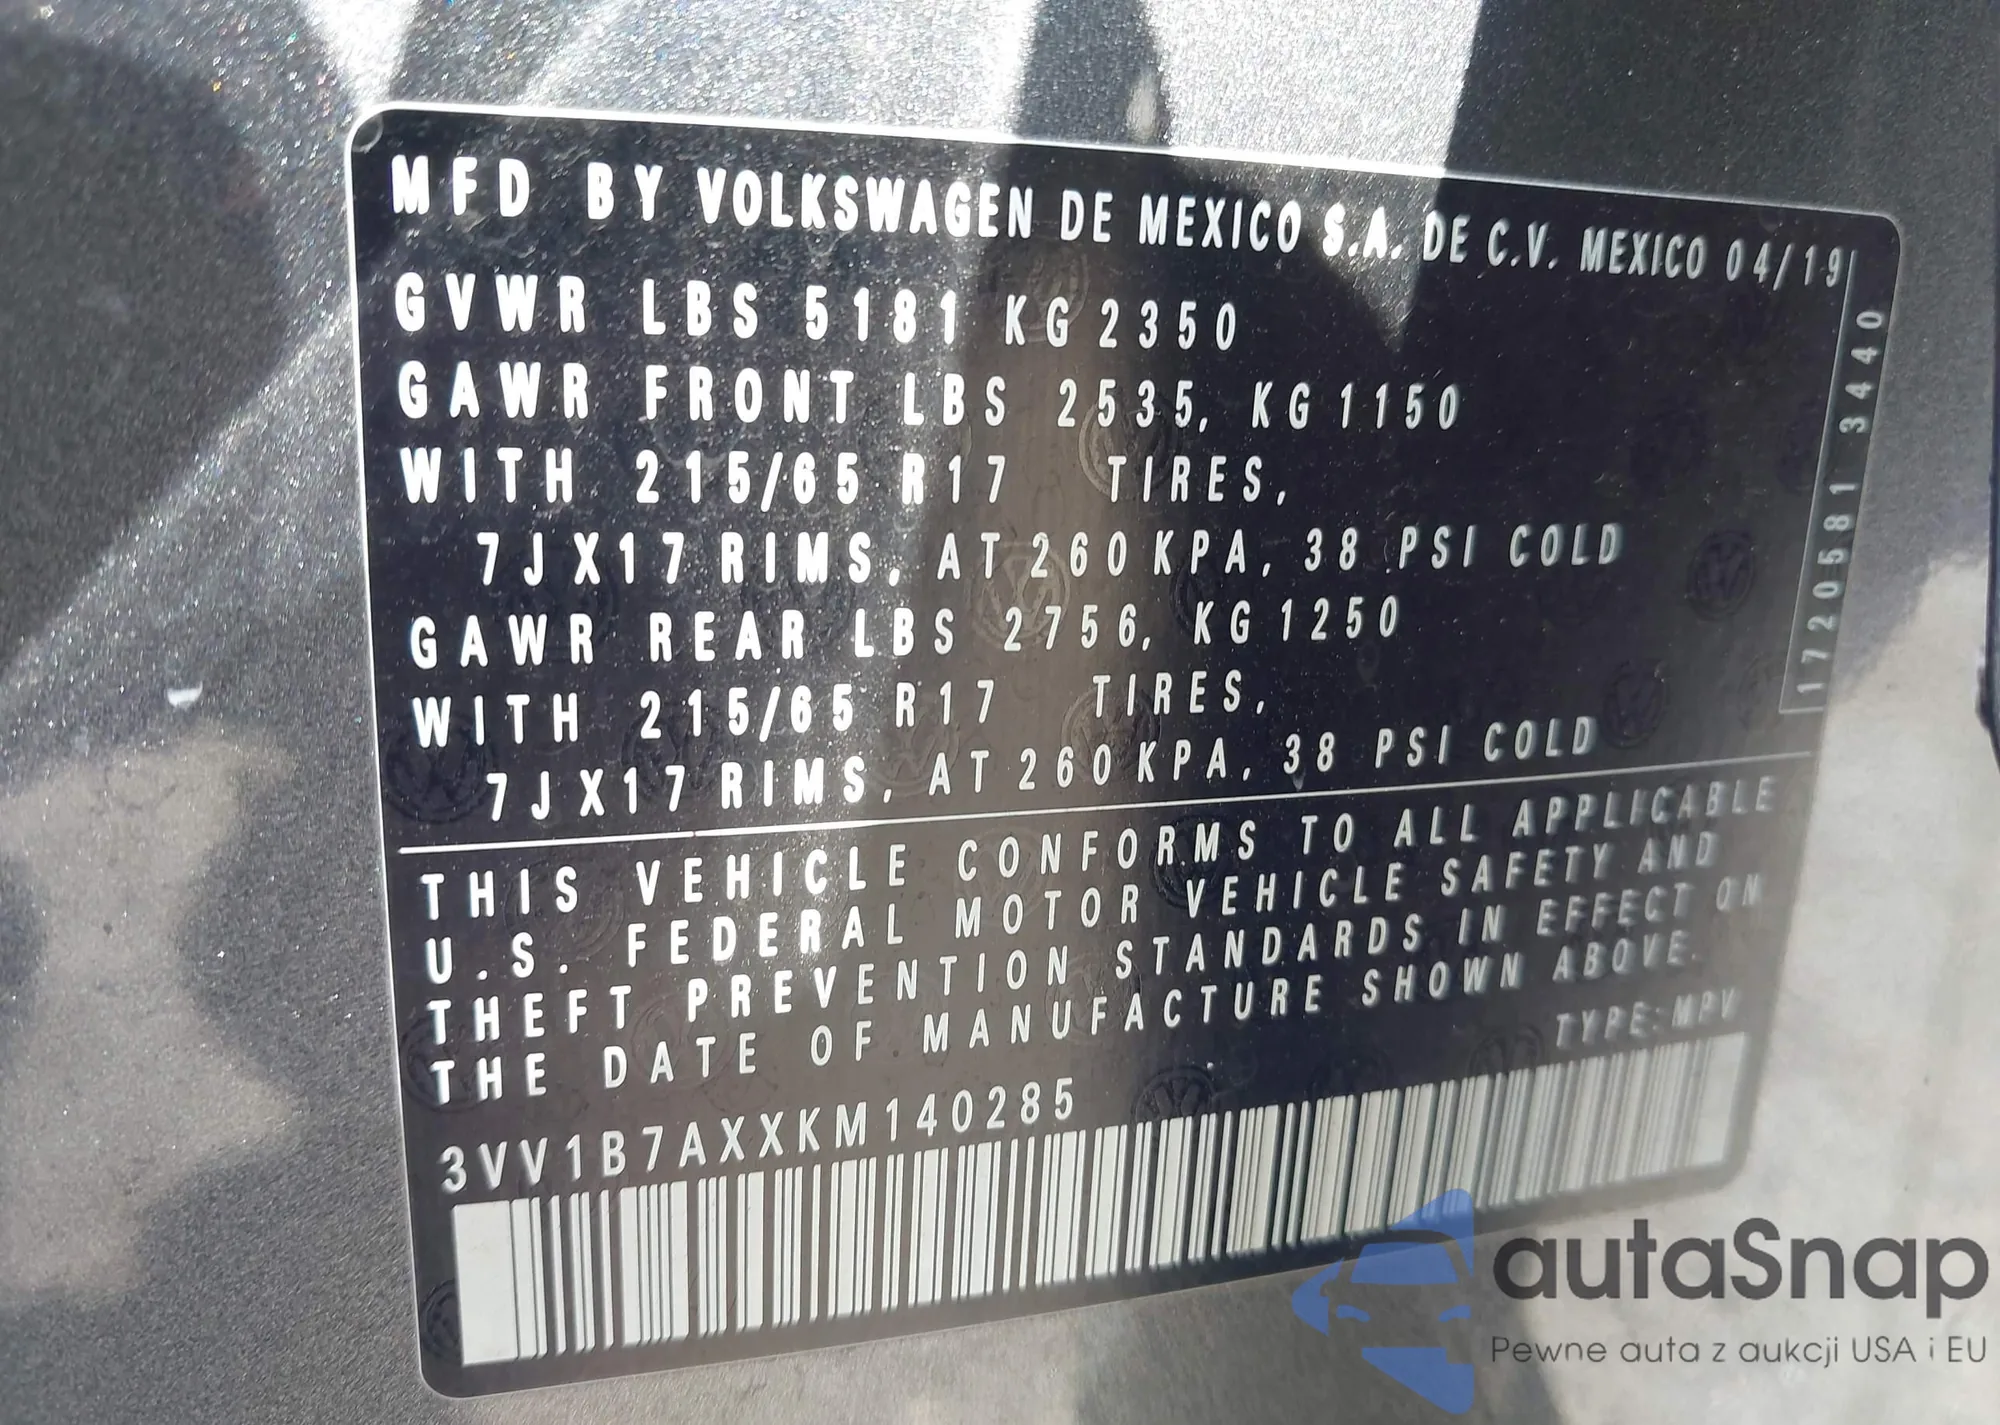 MFD BY VOLKSWAGEN DE MEXICO S.A. DE C.V. MEXICO 04/19
GVWR LBS 5181 KG 2350
GAWR FRONT LBS 2535, KG 1150
WITH 215/65 R17 TIRES,
7JX17 RIMS, AT 260 KPA, 38 PSI COLD
GAWR REAR LBS 2756, KG 1250
WITH 215/65 R17 TIRES,
7JX17 RIMS, AT 260 KPA, 38 PSI COLD
1720581 3440
THIS VEHICLE CONFORMS TO ALL APPLICABLE
U.S. FEDERAL MOTOR VEHICLE SAFETY AND
THEFT PREVENTION STANDARDS IN EFFECT ON
THE DATE OF MANUFACTURE SHOWN ABOVE.
TYPE:MPV
3VV1B7AXXKM140285
autaSnap
Pewne auta z aukcji USA i EU